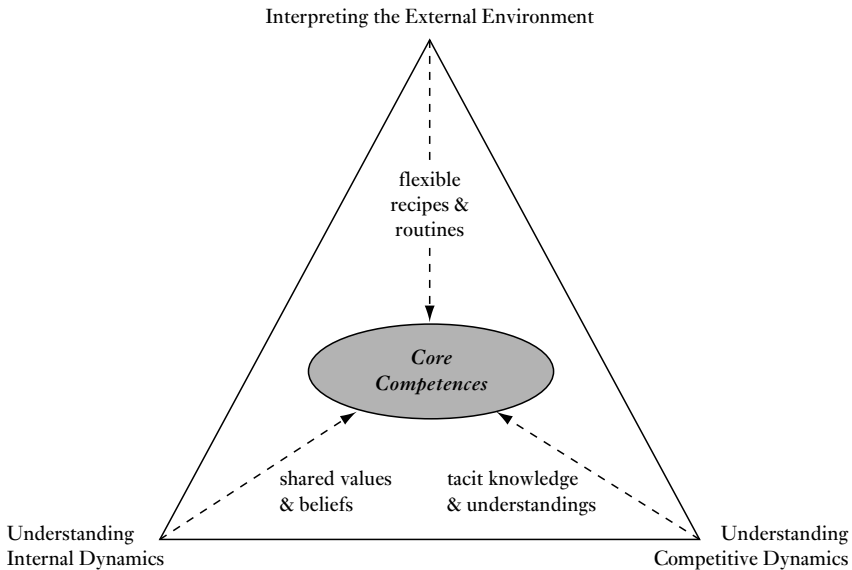 Interpreting the External Environment
flexible
recipes &
routines
Core
Competences
shared values
& beliefs
tacit knowledge
& understandings
Understanding
Internal Dynamics
Understanding
Competitive Dynamics